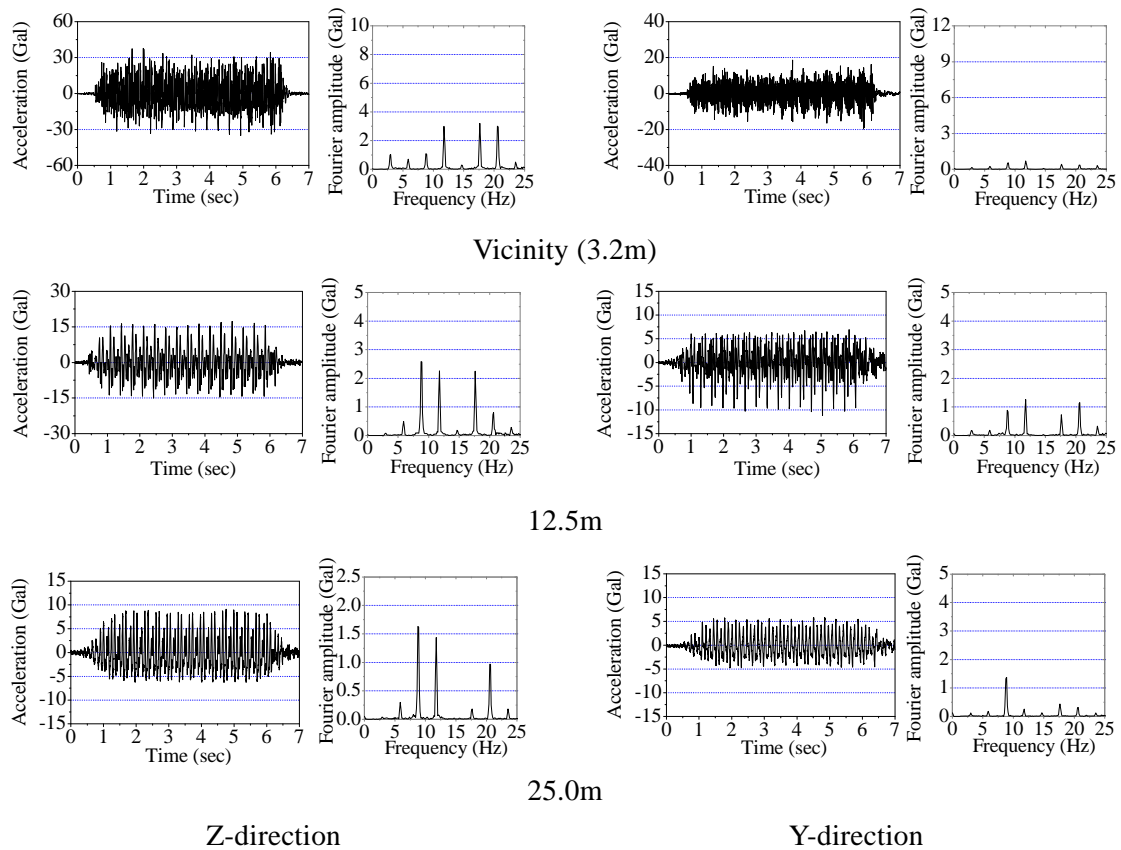 Acceleration (Gal)
60
30
0
-30
-60
0 1 2 3 4 5 6 7
Time (sec)
Fourier amplitude (Gal)
10
8
6
4
2
0
0 5 10 15 20 25
Frequency (Hz)
Acceleration (Gal)
40
20
0
-20
-40
0 1 2 3 4 5 6 7
Time (sec)
Fourier amplitude (Gal)
12
9
6
3
0 5 10 15 20 25
Frequency (Hz)
Vicinity (3.2m)
Acceleration (Gal)
30
15
0
-15
-30
0 1 2 3 4 5 6 7
Time (sec)
Fourier amplitude (Gal)
5
4
3
2
1
0
0 5 10 15 20 25
Frequency (Hz)
Acceleration (Gal)
15
10
5
0
-5
-10
-15
0 1 2 3 4 5 6 7
Time (sec)
Fourier amplitude (Gal)
5
4
3
2
1
0
0 5 10 15 20 25
Frequency (Hz)
12.5m
Acceleration (Gal)
15
10
5
0
-5
-10
-15
0 1 2 3 4 5 6 7
Time (sec)
Fourier amplitude (Gal)
2.5
2.0
1.5
1.0
0.5
0.0
0 5 10 15 20 25
Frequency (Hz)
Acceleration (Gal)
15
10
5
0
-5
-10
-15
0 1 2 3 4 5 6 7
Time (sec)
Fourier amplitude (Gal)
5
4
3
2
1
0
0 5 10 15 20 25
Frequency (Hz)
25.0m
Z-direction
Y-direction